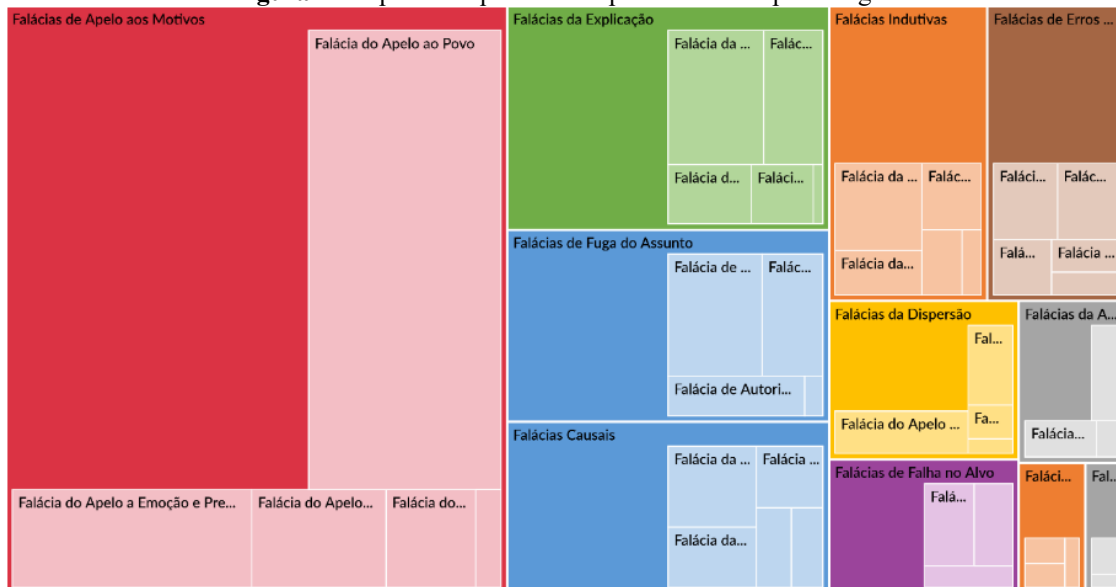 Falácias de Apelo aos Motivos
Falácia do Apelo ao Povo
Falácia do Apelo a Emoção e Pre...
Falácia do Apelo...
Falácia do...
Falácias da Explicação
Falácia da ...
Falác...
Falácia d...
Faláci...
Falácias de Fuga do Assunto
Falácia de ...
Falác...
Falácia de Autori...
Falácias Causais
Falácia da ...
Falácia ...
Falácia da...
Falácias Indutivas
Falácia da ...
Falác...
Falácia da...
Falácias de Erros ...
Faláci...
Falác...
Falá...
Falácia ...
Falácias da Dispersão
Fal...
Falácia do Apelo ...
Fa...
Falácias da A...
Falácia...
Falácias de Falha no Alvo
Falá...
Faláci...
Fal...